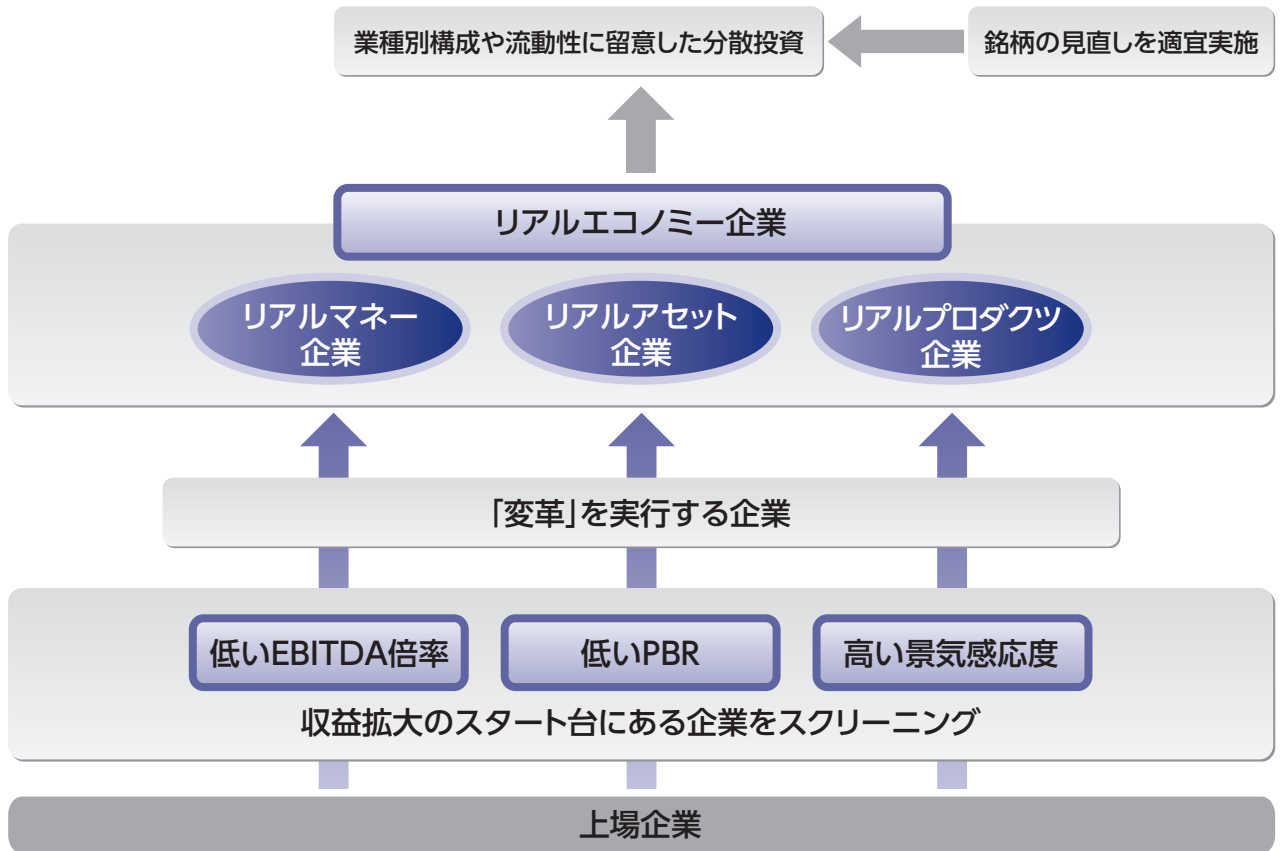 業種別構成や流動性に留意した分散投資
銘柄の見直しを適宜実施
リアルエコノミー企業
リアルマネー
企業
リアルアセット
企業
リアルプロダクツ
企業
「変革」を実行する企業
低いEBITDA倍率
低いPBR
高い景気感応度
収益拡大のスタート台にある企業をスクリーニング
上場企業